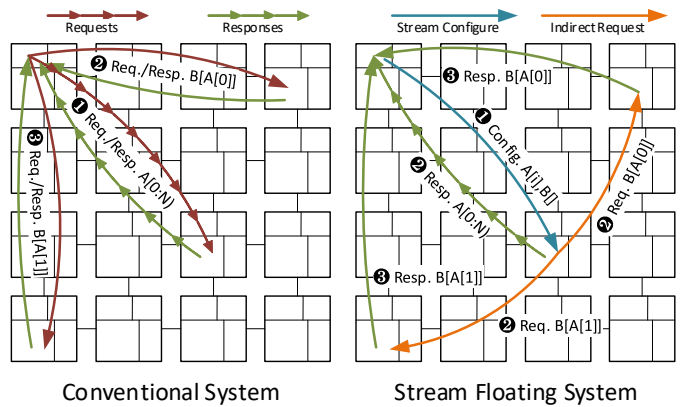 Requests
Responses
Stream Configure
Indirect Request
❷ Req./Resp. B[A[0]]
❶ Req./Resp. A[0:N]
❸ Req./Resp. B[A[1]]
❸ Resp. B[A[0]]
❶ Config. A[i],B[]
❷ Resp. A[0:N)
❷ Req. B[A[0]]
❸ Resp. B[A[1]]
❷ Req. B[A[1]]
Conventional System
Stream Floating System